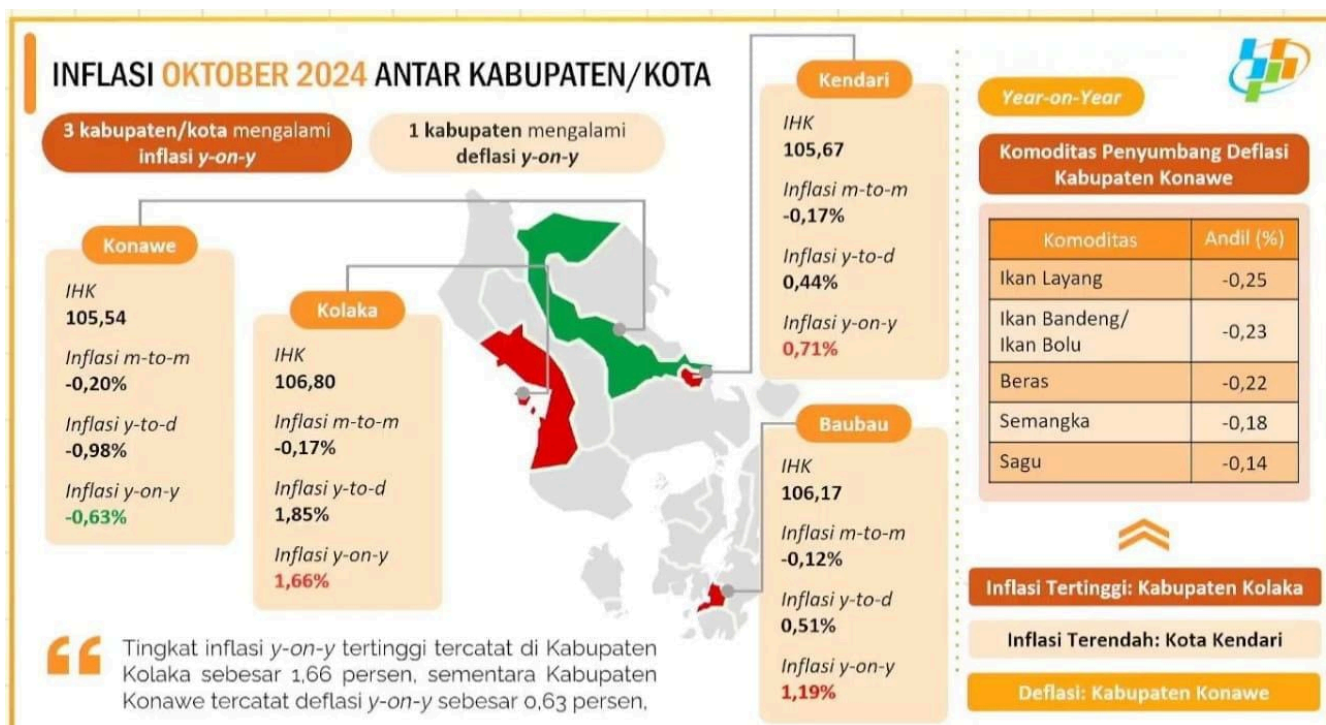 INFLASI OKTOBER 2024 ANTAR KABUPATEN/KOTA
3 kabupaten/kota mengalami
inflasi y-on-y
1 kabupaten mengalami
deflasi y-on-y
Konawe
IHK
105,54
Inflasi m-to-m
-0,20%
Inflasi y-to-d
-0,98%
Inflasi y-on-y
-0,63%
Kolaka
IHK
106,80
Inflasi m-to-m
-0,17%
Inflasi y-to-d
1,85%
Inflasi y-on-y
1,66%
Kendari
IHK
105,67
Inflasi m-to-m
-0,17%
Inflasi y-to-d
0,44%
Inflasi y-on-y
0,71%
Baubau
IHK
106,17
Inflasi m-to-m
-0,12%
Inflasi y-to-d
0,51%
Inflasi y-on-y
1,19%
Tingkat inflasi y-on-y tertinggi tercatat di Kabupaten
Kolaka sebesar 1,66 persen, sementara Kabupaten
Konawe tercatat deflasi y-on-y sebesar 0,63 persen,
Year-on-Year
Komoditas Penyumbang Deflasi
Kabupaten Konawe
Komoditas Andil (%)
Ikan Layang -0,25
Ikan Bandeng/
Ikan Bolu -0,23
Beras -0,22
Semangka -0,18
Sagu -0,14
Inflasi Tertinggi: Kabupaten Kolaka
Inflasi Terendah: Kota Kendari
Deflasi: Kabupaten Konawe